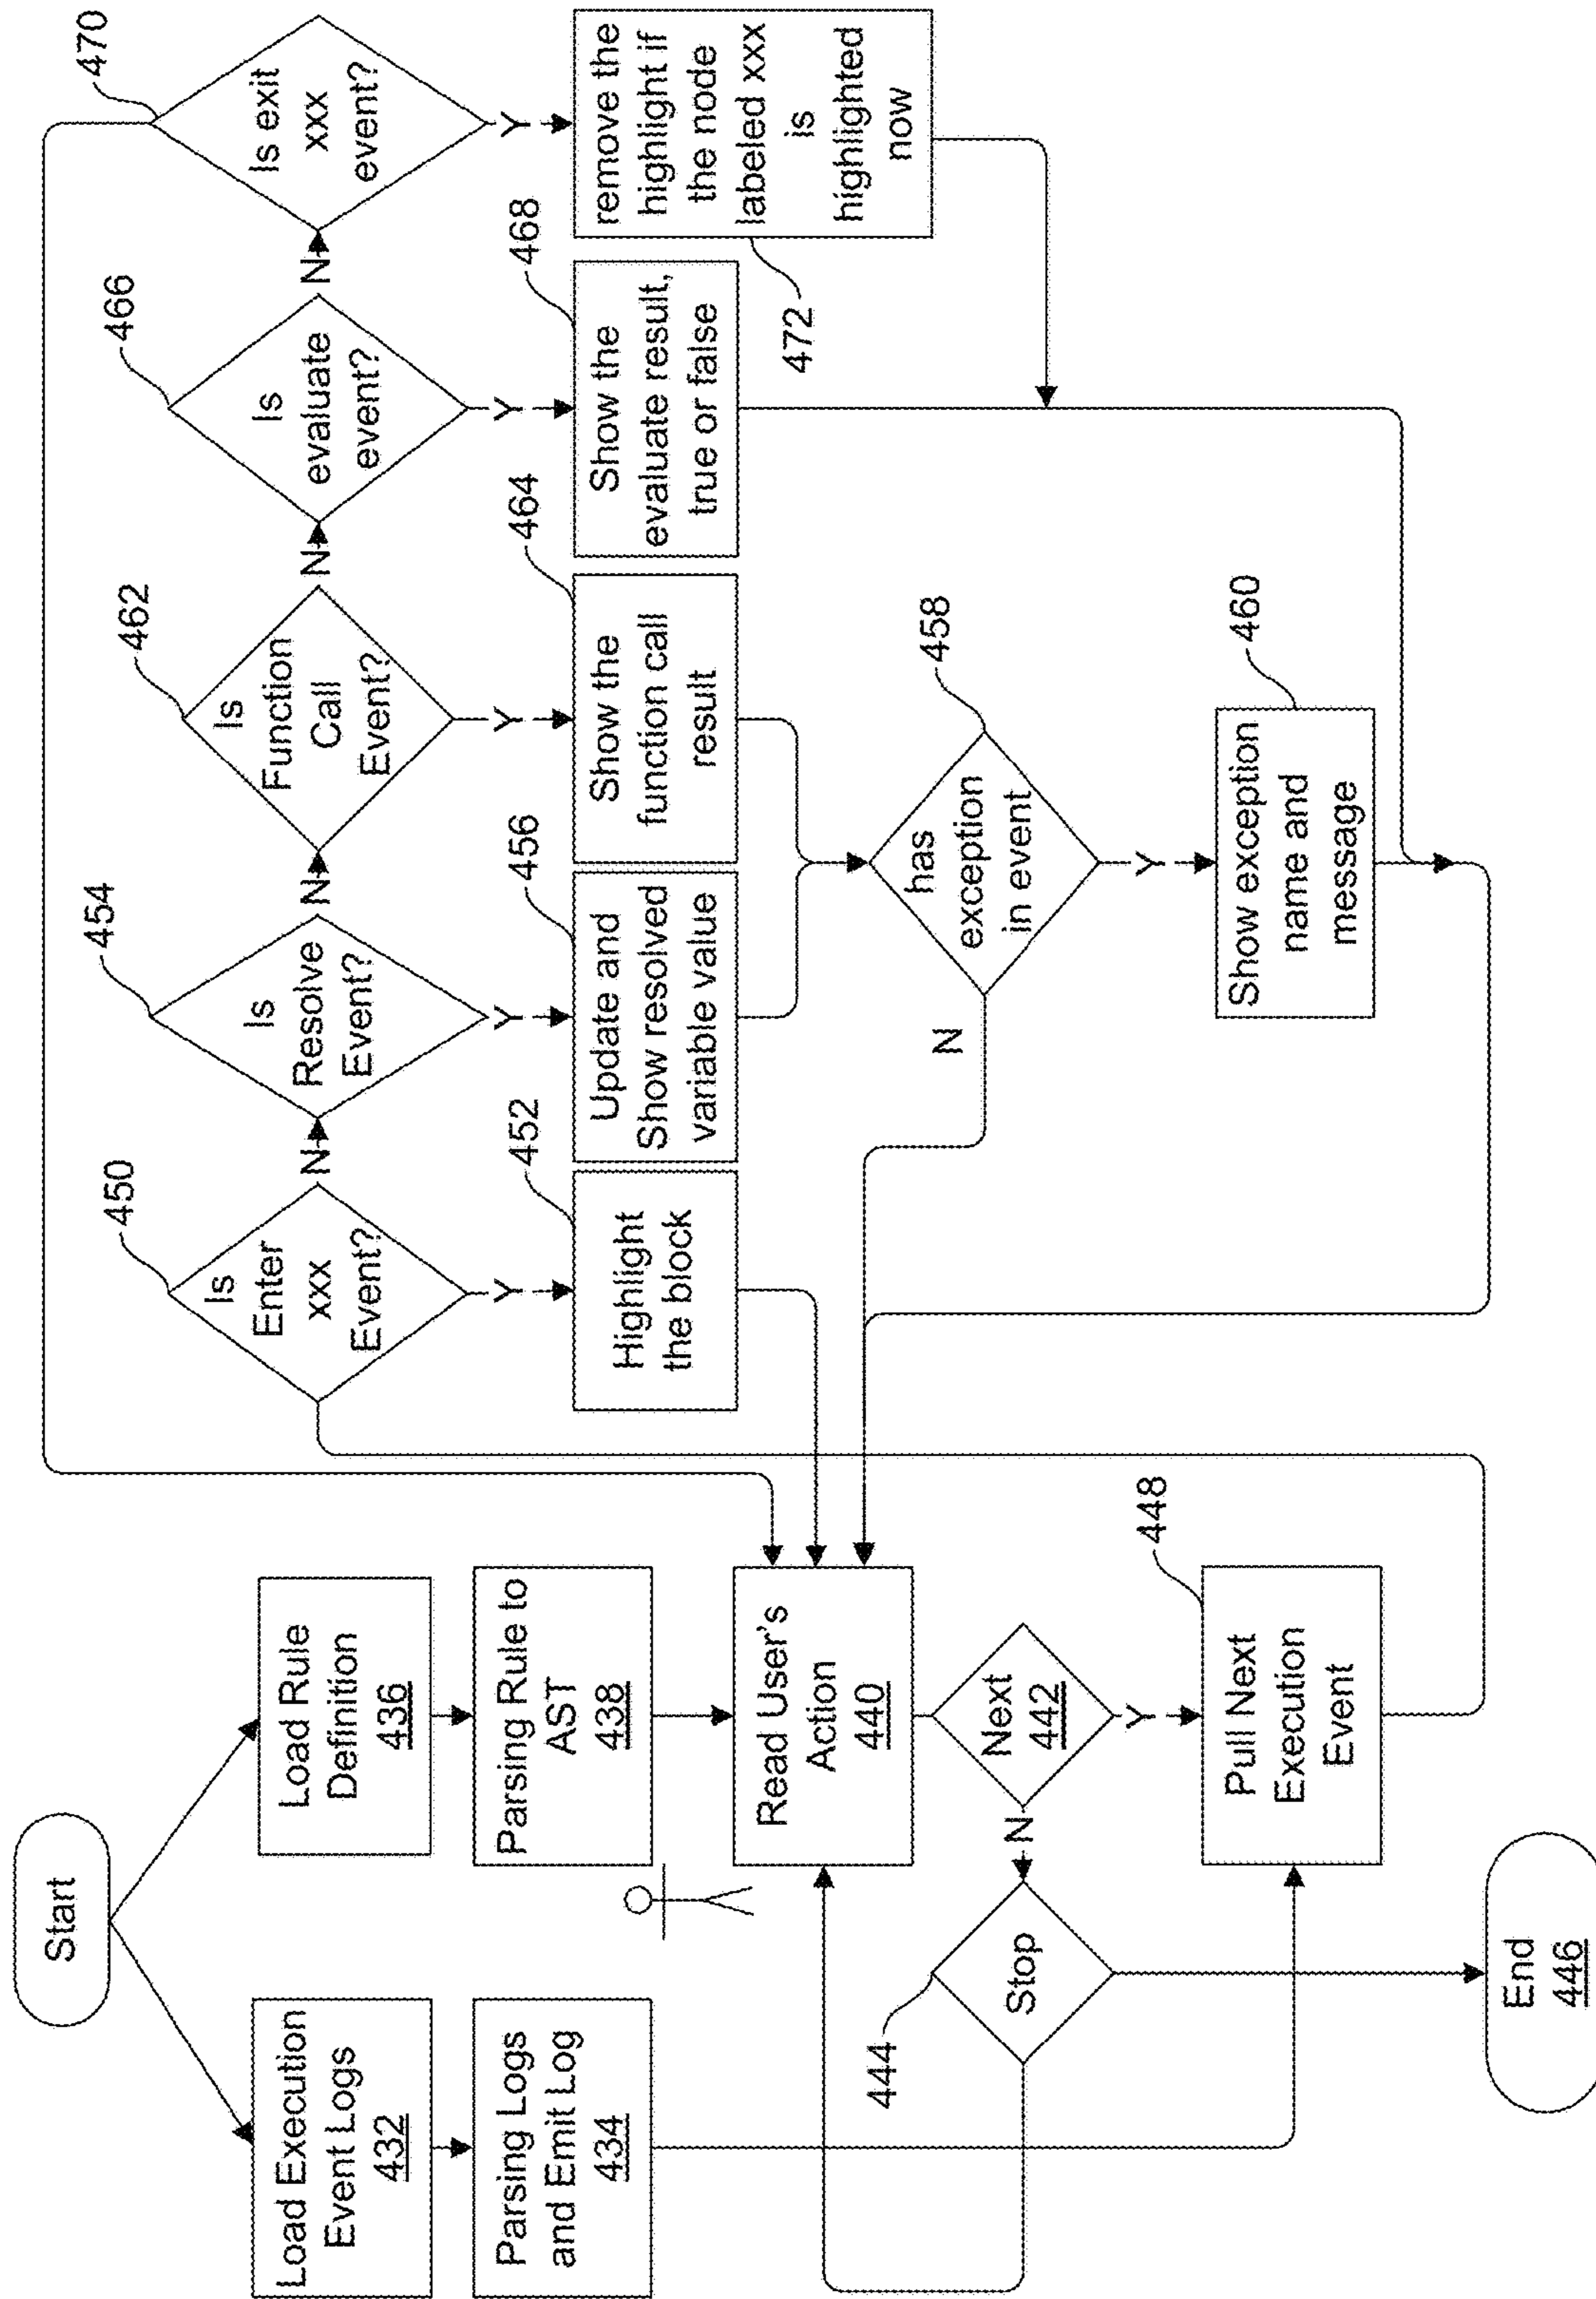 Start
Load Execution
Event Logs
432
Parsing Logs
and Emit Log
434
Load Rule
Definition
436
Parsing Rule to
AST
438
Read User's
Action
440
Next
442
N
Y
444
Stop
448
Pull Next
Execution
Event
End
446
450
Is
Enter
xxx
Event?
N
Y
452
Highlight
the block
454
Is
Resolve
Event?
N
Y
456
Update and
Show resolved
variable value
462
Is
Function
Call
Event?
N
Y
464
Show the
function call
result
458
has
exception
in event
N
Y
460
Show exception
name and
message
466
Is
evaluate
event?
N
Y
468
Show the
evaluate result,
true or false
470
Is exit
xxx
event?
Y
472
remove the
highlight if
the node
labeled xxx
is
highlighted
now